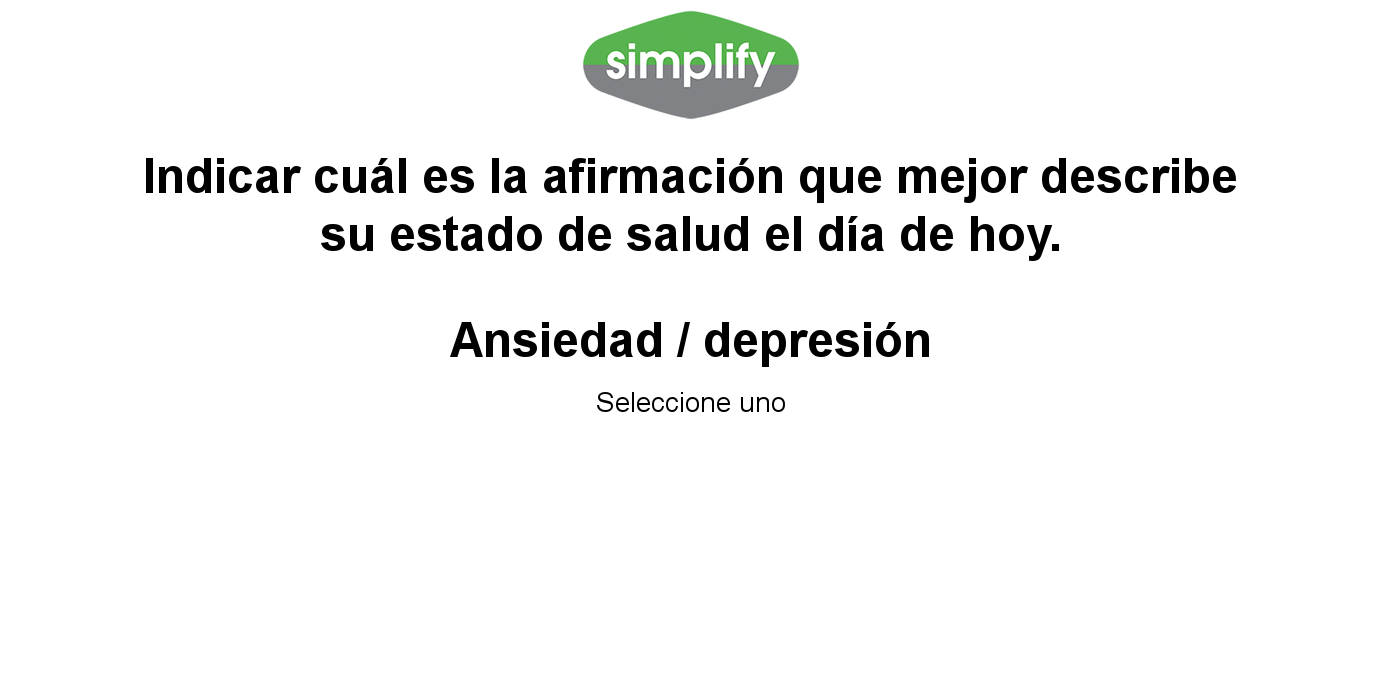 simplify
Indicar cuál es la afirmación que mejor describe
su estado de salud el día de hoy.
Ansiedad / depresión
Seleccione uno